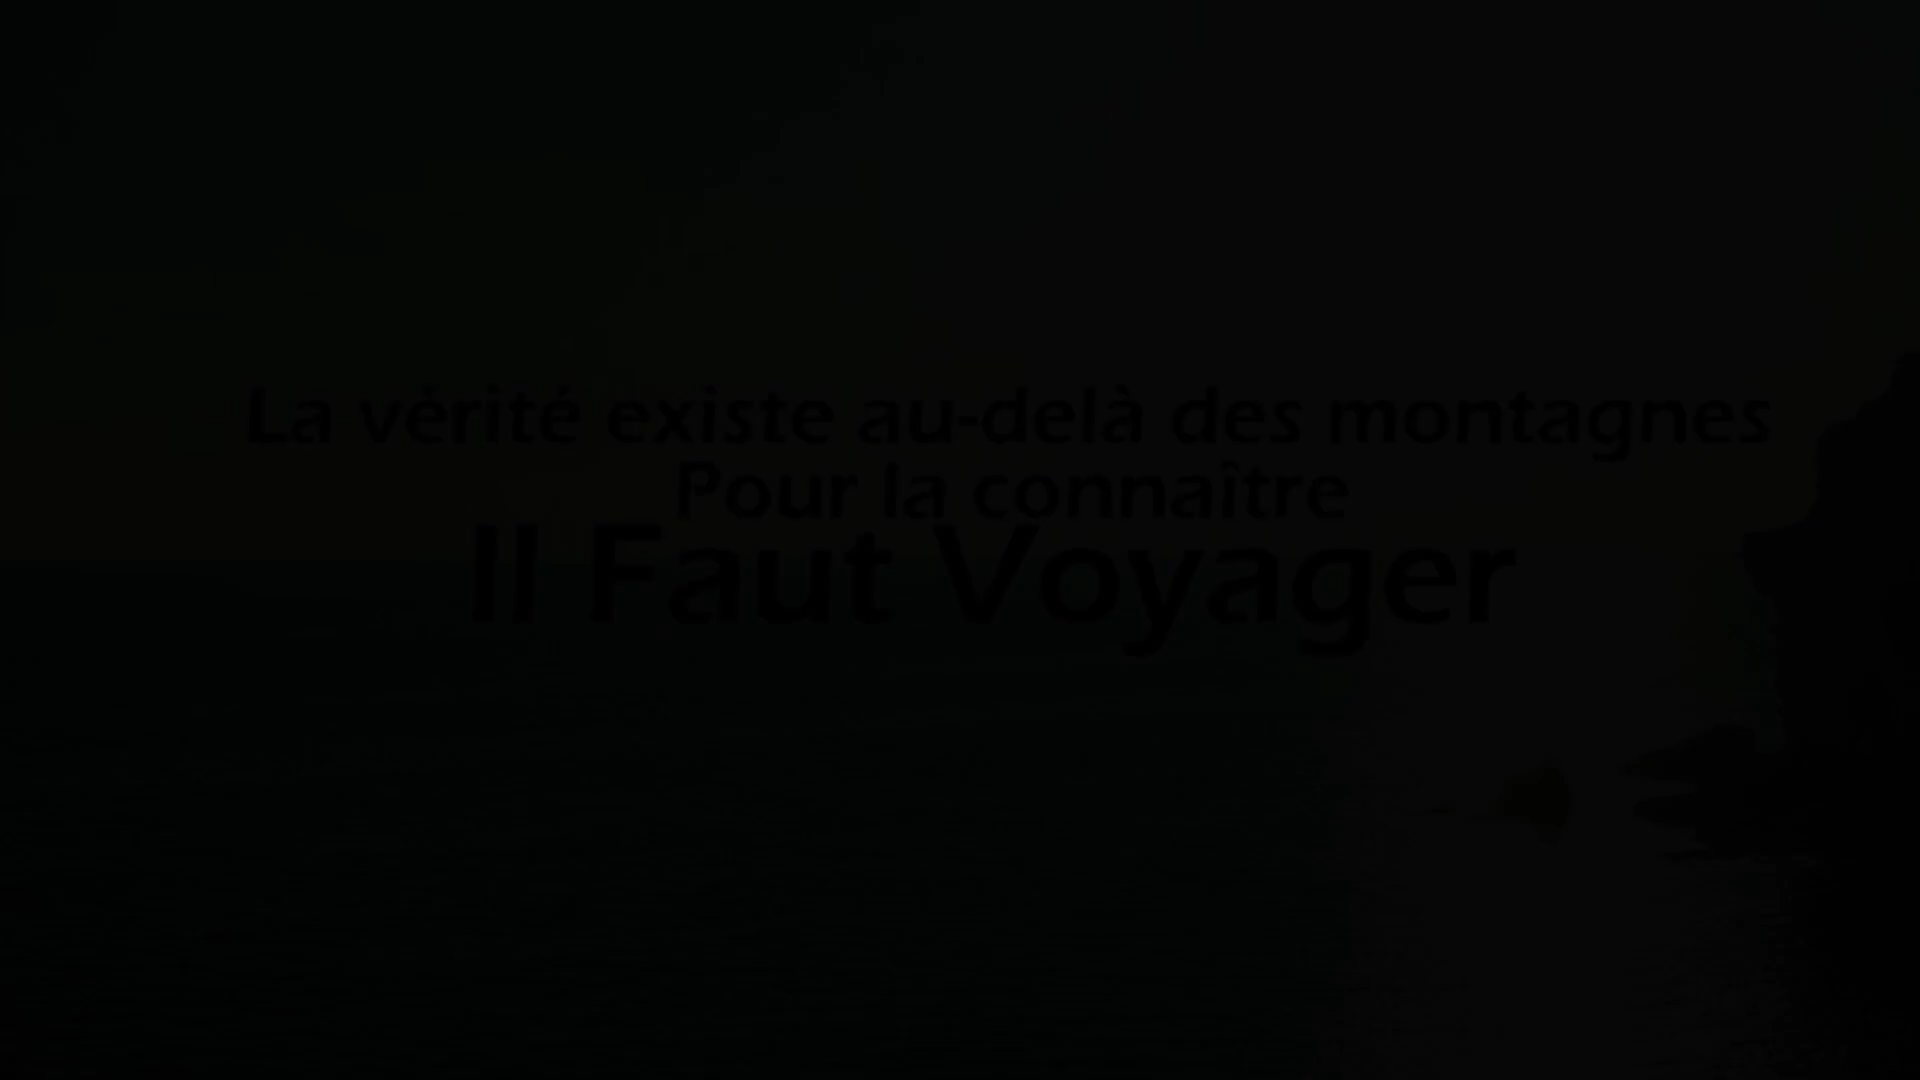 La vérité existe au-delà des montagnes
Pour la connaître
Il Faut Voyager